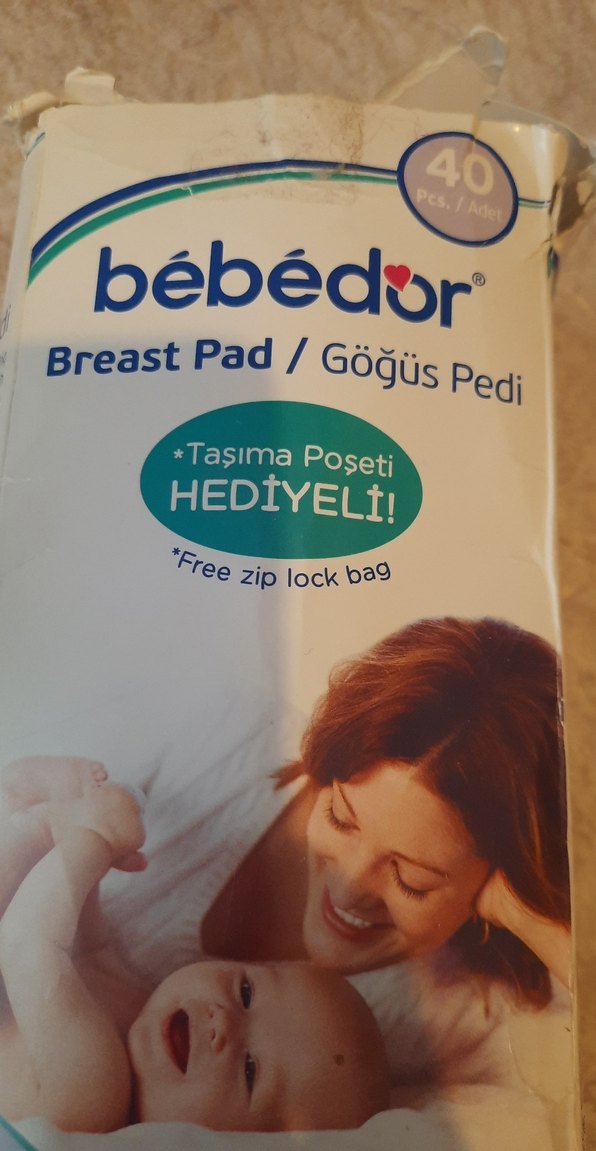 40
Pcs. / Adet
bébédor®
Breast Pad / Göğüs Pedi
*Taşıma Poşeti
HEDİYELİ!
*Free zip lock bag